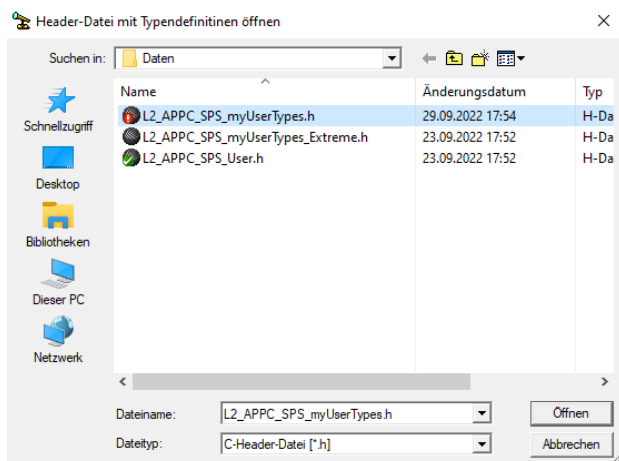 Header-Datei mit Typendefinitinen öffnen
Suchen in: Daten
Name Änderungsdatum Typ
L2_APPC_SPS_myUserTypes.h 29.09.2022 17:54 H-Da
L2_APPC_SPS_myUserTypes_Extreme.h 23.09.2022 17:52 H-Da
L2_APPC_SPS_User.h 23.09.2022 17:52 H-Da
Schnellzugriff
Desktop
Bibliotheken
Dieser PC
Netzwerk
Dateiname: L2_APPC_SPS_myUserTypes.h Öffnen
Dateityp: C-Header-Datei [*.h] Abbrechen